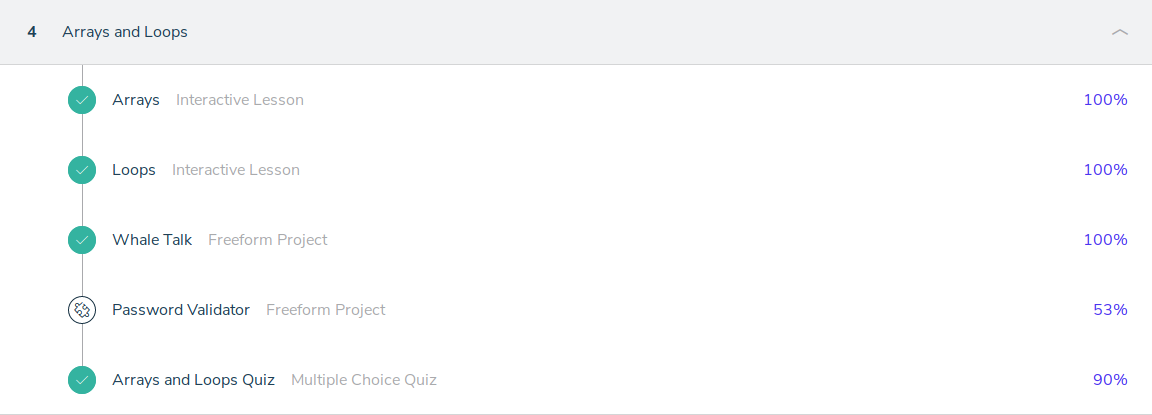 4 Arrays and Loops
Arrays Interactive Lesson 100%
Loops Interactive Lesson 100%
Whale Talk Freeform Project 100%
Password Validator Freeform Project 53%
Arrays and Loops Quiz Multiple Choice Quiz 90%